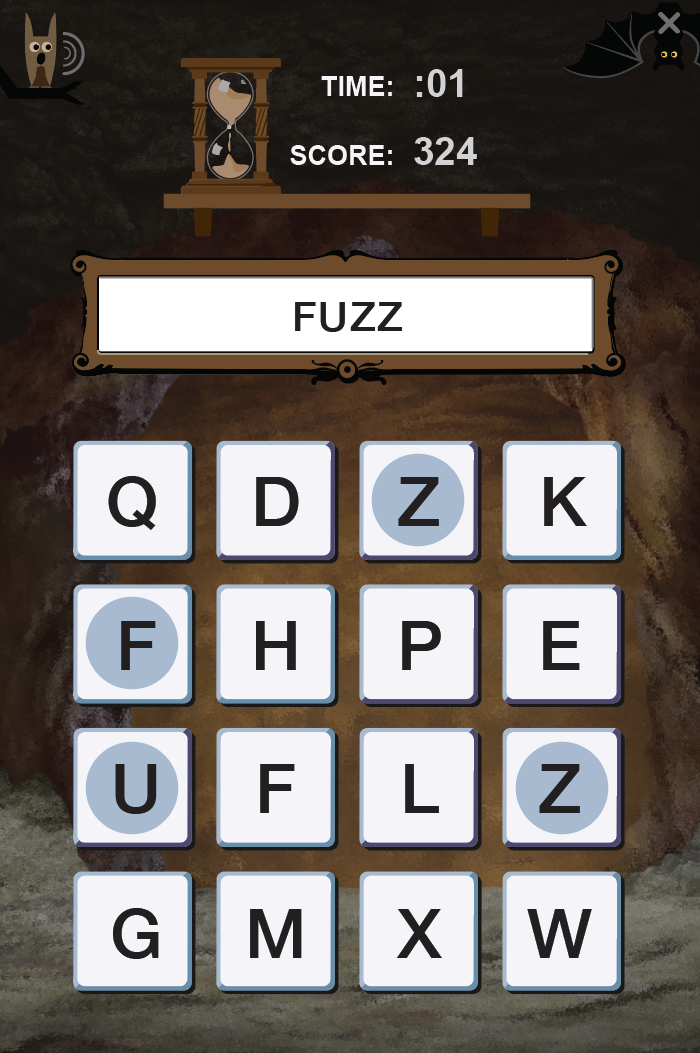 TIME: :01
SCORE: 324
FUZZ
Q D Z K
F H P E
U F L Z
G M X W